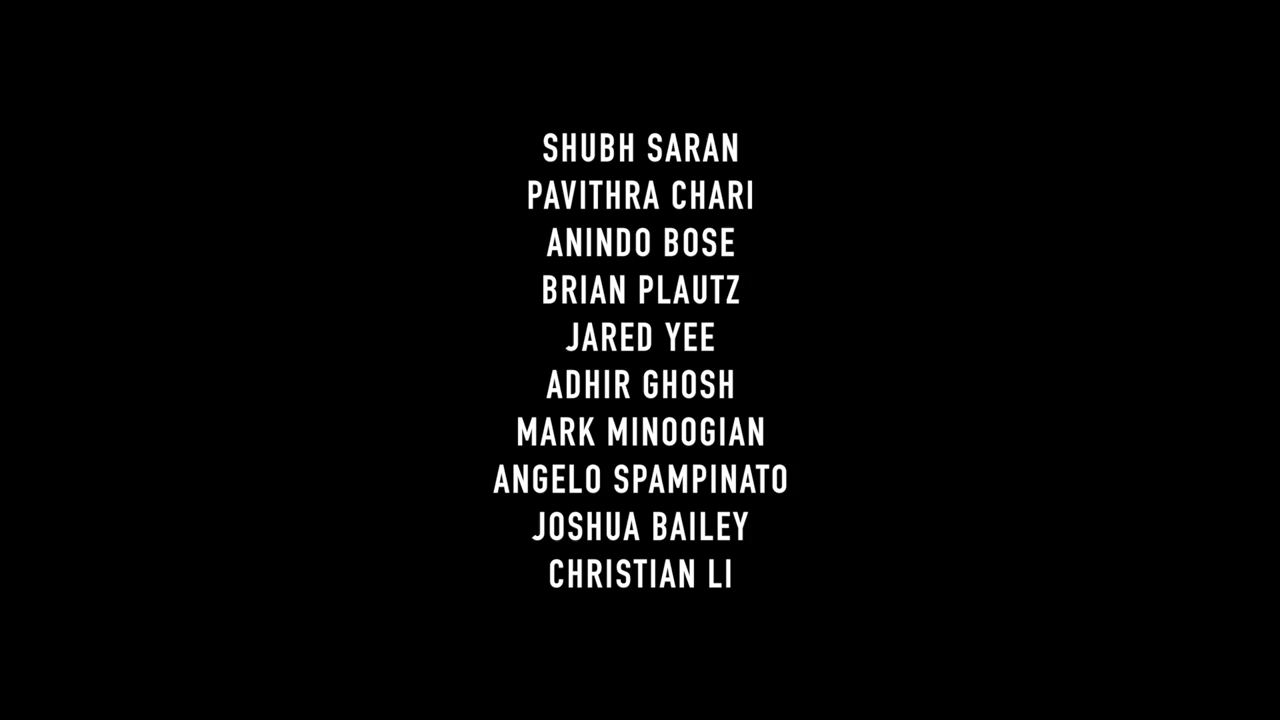 SHUBH SARAN
PAVITHRA CHARI
ANINDO BOSE
BRIAN PLAUTZ
JARED YEE
ADHIR GHOSH
MARK MINOOGIAN
ANGELO SPAMPINATO
JOSHUA BAILEY
CHRISTIAN LI